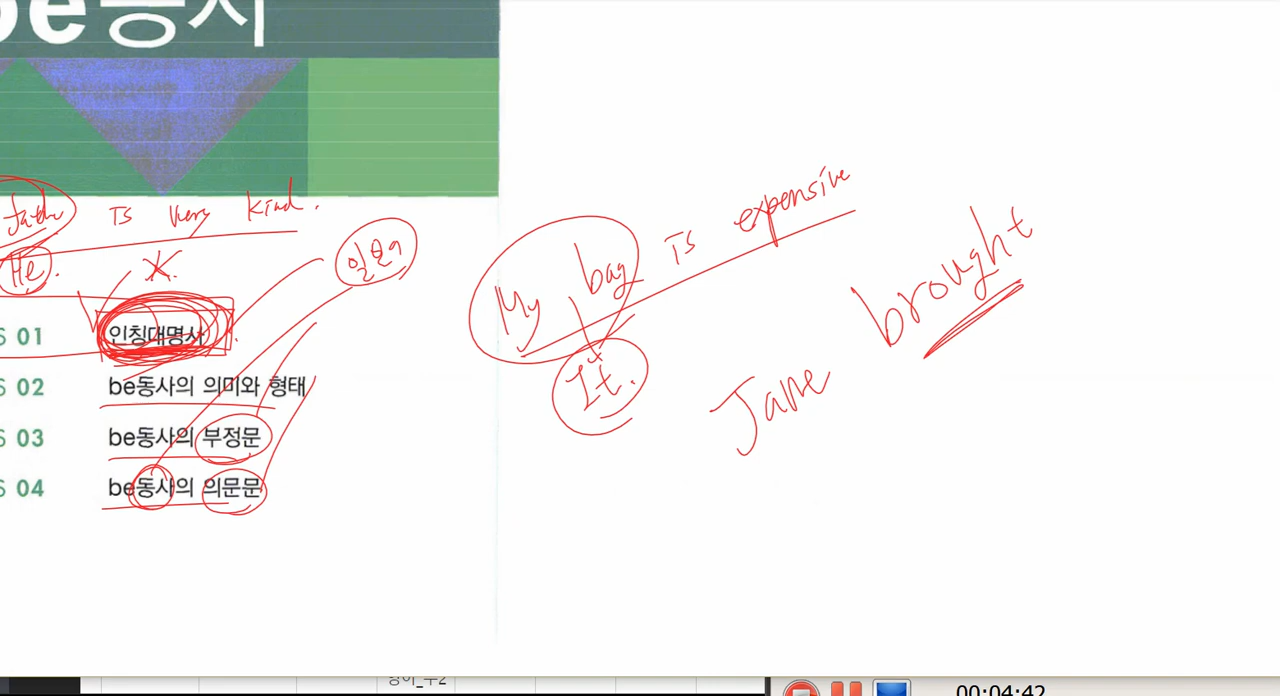 be동사
father is very kind.
He.
일반
S 01 인칭대명사
S 02 be동사의 의미와 형태
S 03 be동사의 부정문
S 04 be동사의 의문문
My bag is expensive
It.
brought
Jane
00:04:42